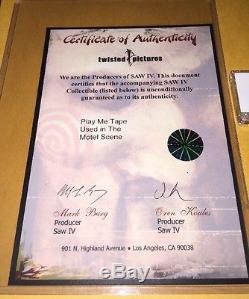 Certificate of Authenticity
twisted pictures
We are the Producers of SAW IV. This document
certifies that the accompanying SAW IV
Collectible (listed below) is unconditionally
guaranteed as to its authenticity.
Play Me Tape
Used in The
Motel Scene
Mark Burg
Producer
Saw IV
Oren Koules
Producer
Saw IV
901 N. Highland Avenue • Los Angeles, CA 90038